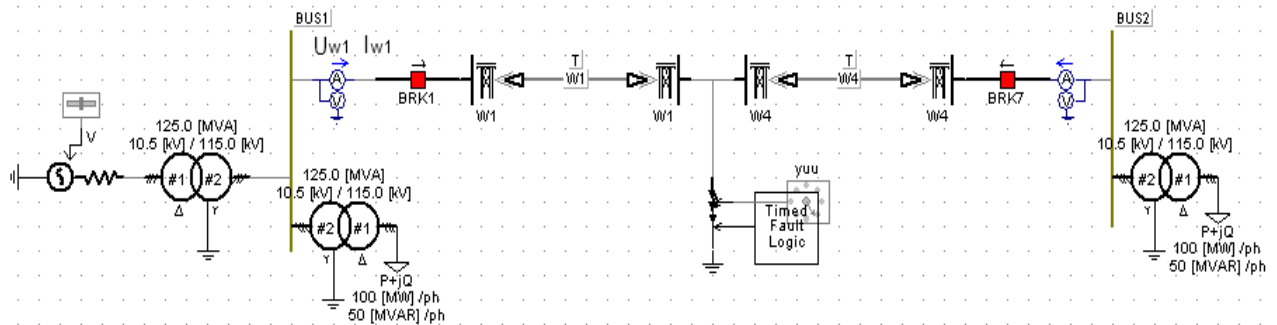 BUS1
BUS2
Uw1 Iw1
T
W1
T
W4
BRK1
W1
W1
W4
W4
BRK7
A
V
A
V
V
125.0 [MVA]
10.5 [kV] / 115.0 [kV]
#1 #2
Δ Y
125.0 [MVA]
10.5 [kV] / 115.0 [kV]
#2 #1
Y Δ
P+jQ
100 [MW] /ph
50 [MVAR] /ph
yuu
Timed
Fault
Logic
125.0 [MVA]
10.5 [kV] / 115.0 [kV]
#2 #1
Y Δ
P+jQ
100 [MW] /ph
50 [MVAR] /ph